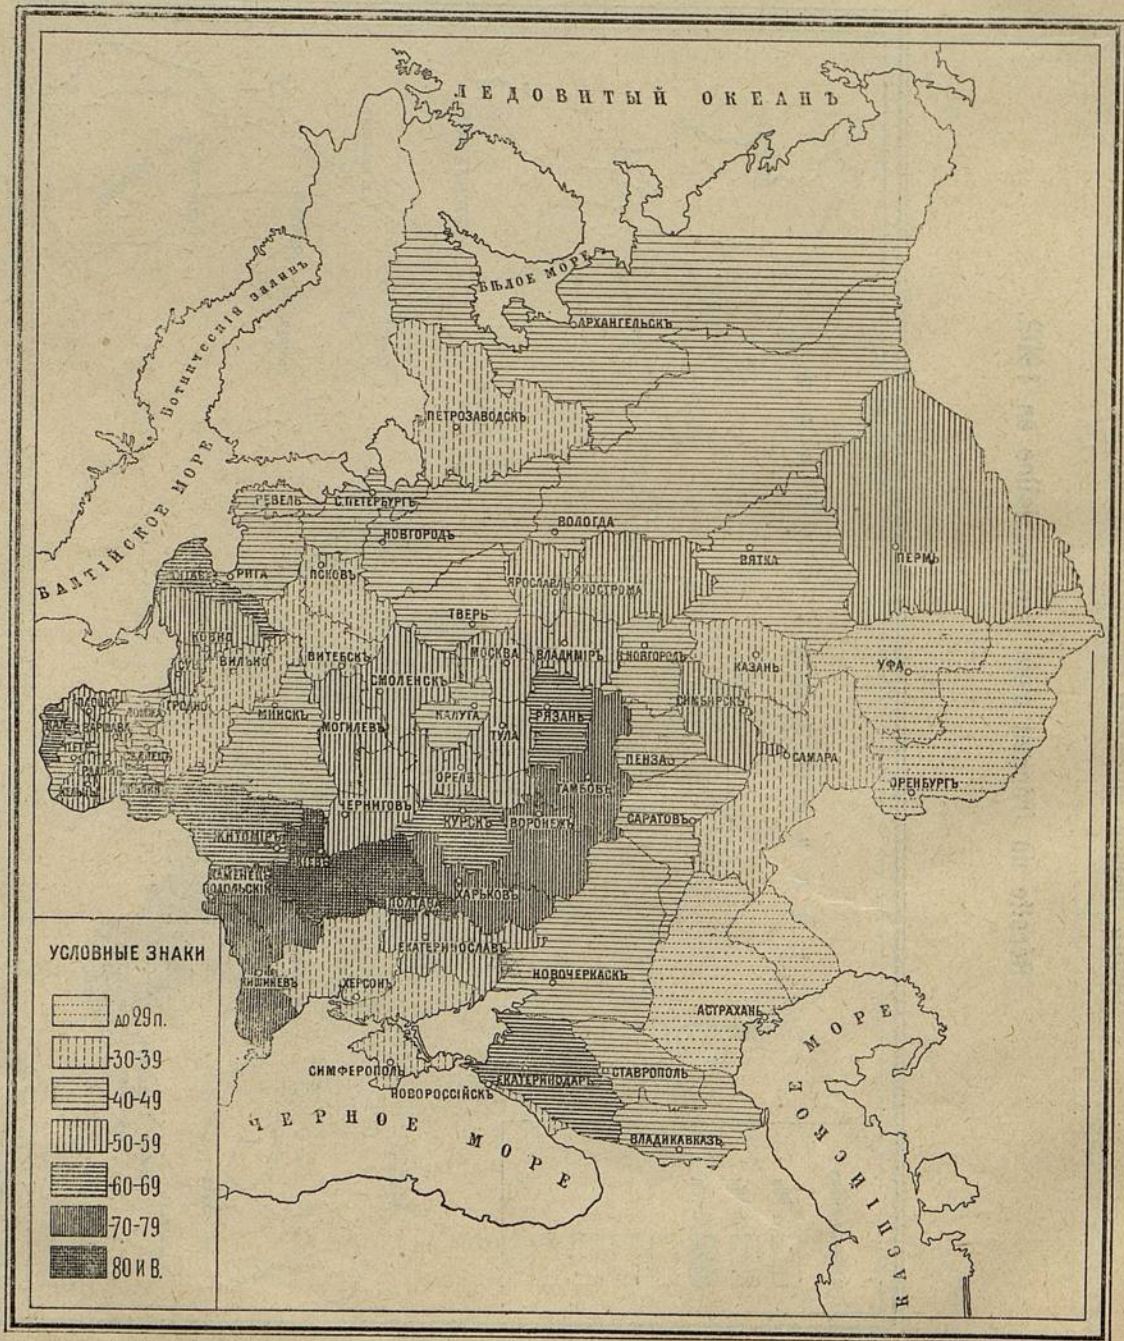 ЛЕДОВИТЫЙ ОКЕАНЪ
БѢЛОЕ МОРЕ
Ботническій заливъ
АРХАНГЕЛЬСКЪ
ПЕТРОЗАВОДСКЪ
БАЛТІЙСКОЕ МОРЕ
РЕВЕЛЬ
С.ПЕТЕРБУРГЪ
НОВГОРОДЪ
ВОЛОГДА
ВЯТКА
ПЕРМЬ
РИГА
ПСКОВЪ
ЯРОСЛАВЛЬ
КОСТРОМА
ТВЕРЬ
КОВНО
ВИЛЬНО
ВИТЕБСКЪ
МОСКВА
ВЛАДИМІРЪ
Н.НОВГОРОДЪ
КАЗАНЬ
УФА
СМОЛЕНСКЪ
СИМБИРСКЪ
ГРОДНО
МИНСКЪ
МОГИЛЕВЪ
КАЛУГА
ТУЛА
РЯЗАНЬ
ВАРШАВА
ПЕНЗА
САМАРА
ОРЕЛЪ
ТАМБОВЪ
ОРЕНБУРГЪ
ЧЕРНИГОВЪ
КУРСКЪ
ВОРОНЕЖЪ
САРАТОВЪ
ЖИТОМІРЪ
КІЕВЪ
КАМЕНЕЦЪ
ПОДОЛЬСКІЙ
ПОЛТАВА
ХАРЬКОВЪ
ЕКАТЕРИНОСЛАВЪ
КИШИНЕВЪ
ХЕРСОНЪ
НОВОЧЕРКАСКЪ
АСТРАХАНЬ
СИМФЕРОПОЛЬ
НОВОРОССІЙСКЪ
ЕКАТЕРИНОДАРЪ
СТАВРОПОЛЬ
ВЛАДИКАВКАЗЪ
ЧЕРНОЕ МОРЕ
КАСПІЙСКОЕ МОРЕ
УСЛОВНЫЕ ЗНАКИ
ДО 29 П.
30-39
40-49
50-59
60-69
70-79
80 И В.